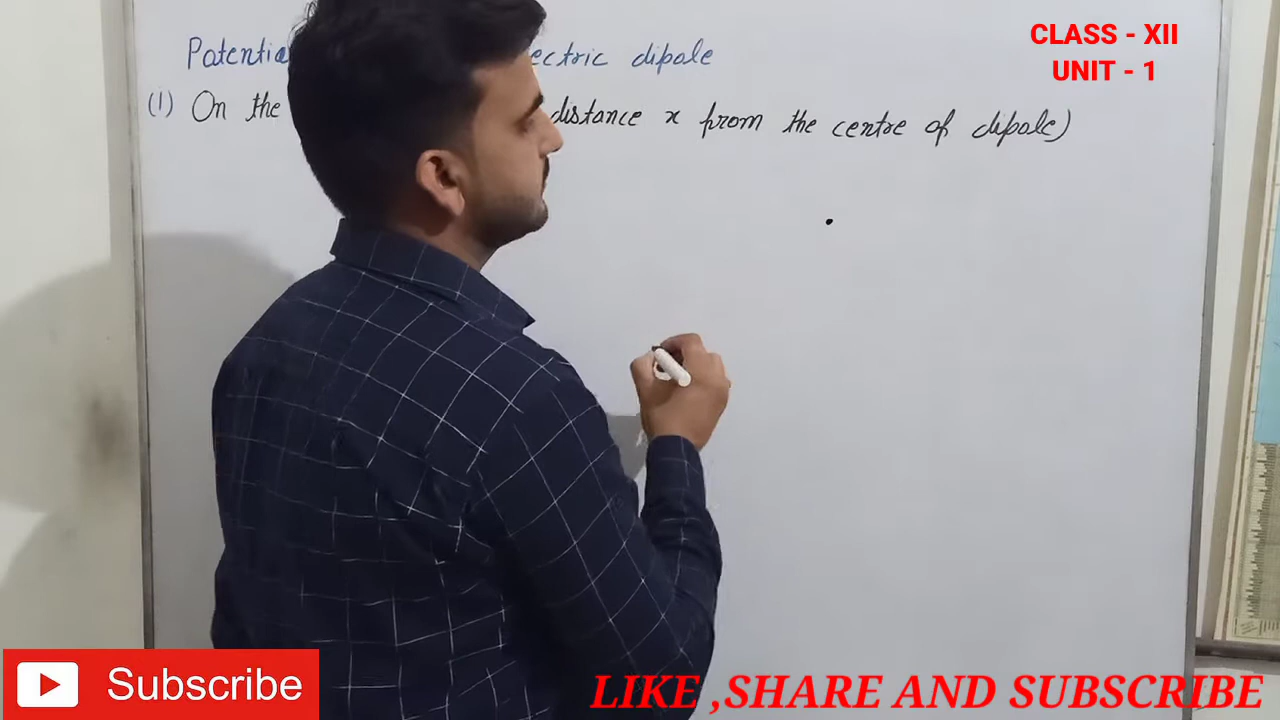 Potentia ectric dipole
CLASS - XII
UNIT - 1
(1) On the distance x from the centre of dipole)
Subscribe
LIKE ,SHARE AND SUBSCRIBE